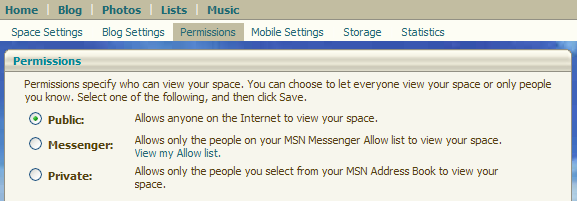 Home Blog Photos Lists Music
Space Settings Blog Settings Permissions Mobile Settings Storage Statistics
Permissions
Permissions specify who can view your space. You can choose to let everyone view your space or only people
you know. Select one of the following, and then click Save.
Public: Allows anyone on the Internet to view your space.
Messenger: Allows only the people on your MSN Messenger Allow list to view your space.
View my Allow list.
Private: Allows only the people you select from your MSN Address Book to view your
space.